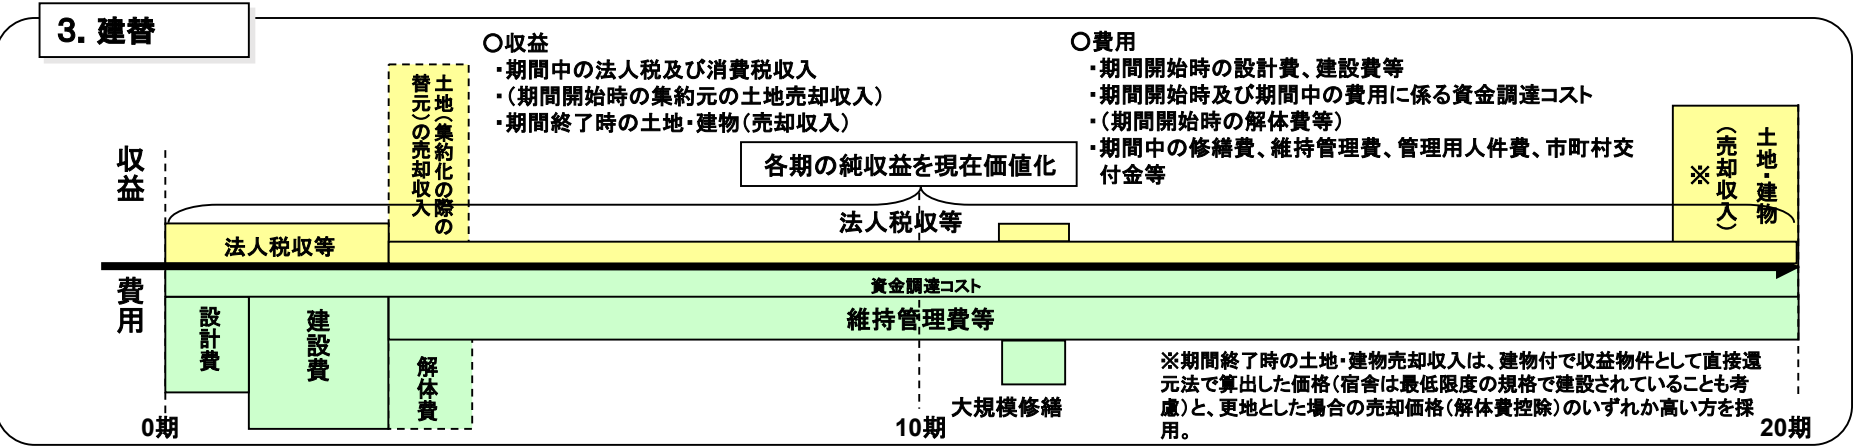 3．建替
○収益
・期間中の法人税及び消費税収入
・（期間開始時の集約元の土地売却収入）
・期間終了時の土地・建物（売却収入）
○費用
・期間開始時の設計費、建設費等
・期間開始時及び期間中の費用に係る資金調達コスト
・（期間開始時の解体費等）
・期間中の修繕費、維持管理費、管理用人件費、市町村交
付金等
土地（集約化の際の
替元）の売却収入
各期の純収益を現在価値化
収益
土地・建物
（売却収入）
※
法人税収等
法人税収等
費用
資金調達コスト
設計費
建設費
維持管理費等
解体費
大規模修繕
※期間終了時の土地・建物売却収入は、建物付で収益物件として直接還
元法で算出した価格（宿舎は最低限度の規格で建設されていることも考
慮）と、更地とした場合の売却価格（解体費控除）のいずれか高い方を採
用。
0期
10期
20期